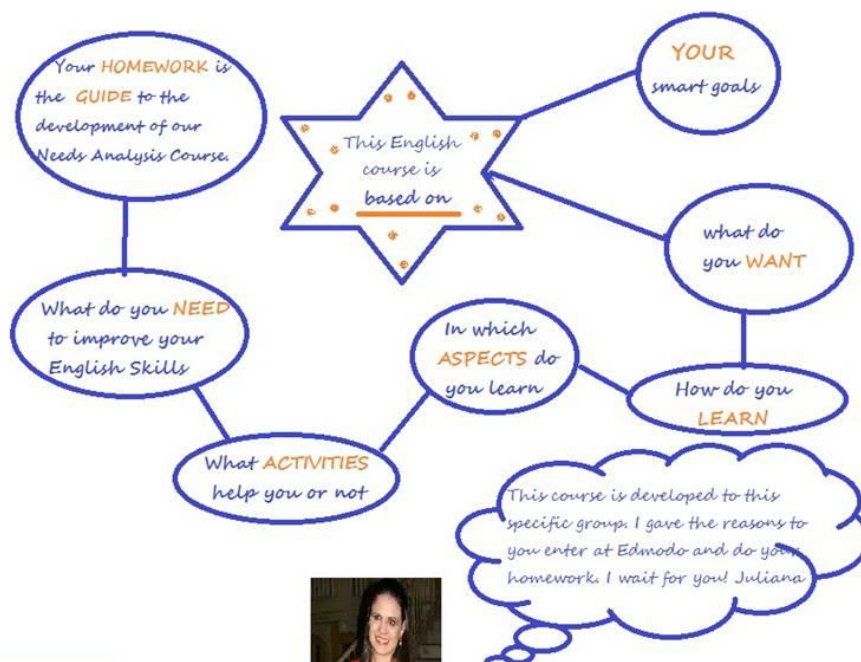 This English
course is
based on
YOUR
smart goals
what do
you WANT
How do you
LEARN
In which
ASPECTS do
you learn
What ACTIVITIES
help you or not
What do you NEED
to improve your
English Skills
Your HOMEWORK is
the GUIDE to the
development of our
Needs Analysis Course.
This course is developed to this
specific group. I gave the reasons to
you enter at Edmodo and do your
homework. I wait for you! Juliana